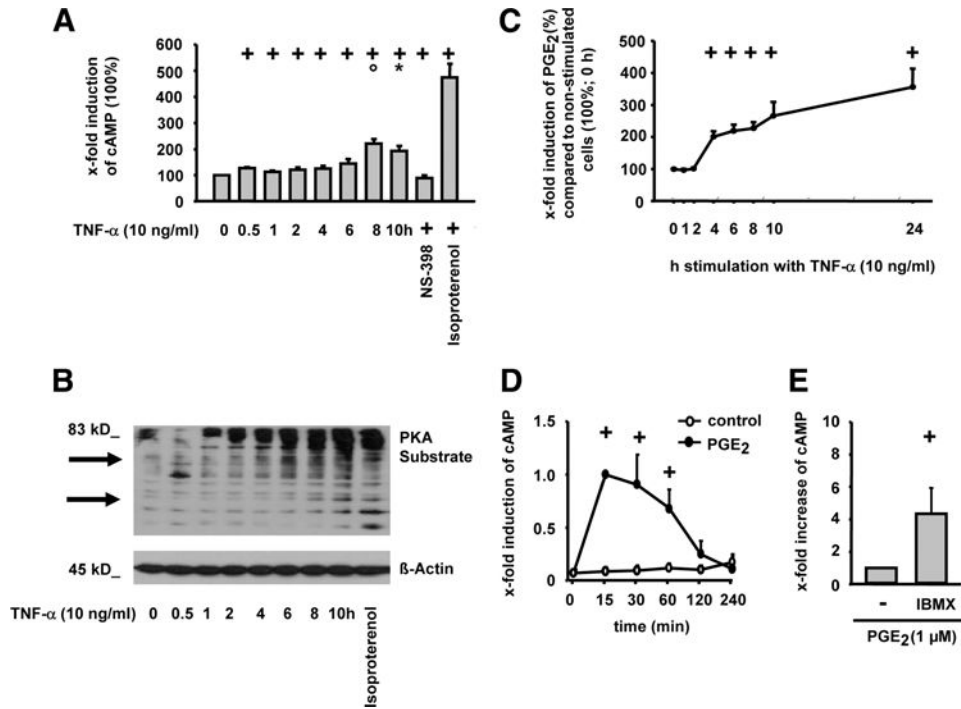 A
x-fold induction
of cAMP (100%)
600
500
400
300
200
100
0
+ + + + + + + + +
° *
TNF-α (10 ng/ml) 0 0.5 1 2 4 6 8 10h + +
NS-398
Isoproterenol
C
x-fold induction of PGE2(%)
compared to non-stimulated
cells (100%; 0 h)
500
400
300
200
100
0
+ + + + +
0 1 2 4 6 8 10 24
h stimulation with TNF-α (10 ng/ml)
B
83 kD_
PKA
Substrate
45 kD_
ß-Actin
TNF-α (10 ng/ml) 0 0.5 1 2 4 6 8 10h
Isoproterenol
D
x-fold induction of cAMP
1.5
1.0
0.5
0
control
PGE2
+ + +
0 15 30 60 120 240
time (min)
E
x-fold increase of cAMP
10
8
6
4
2
0
+
- IBMX
PGE2(1 µM)